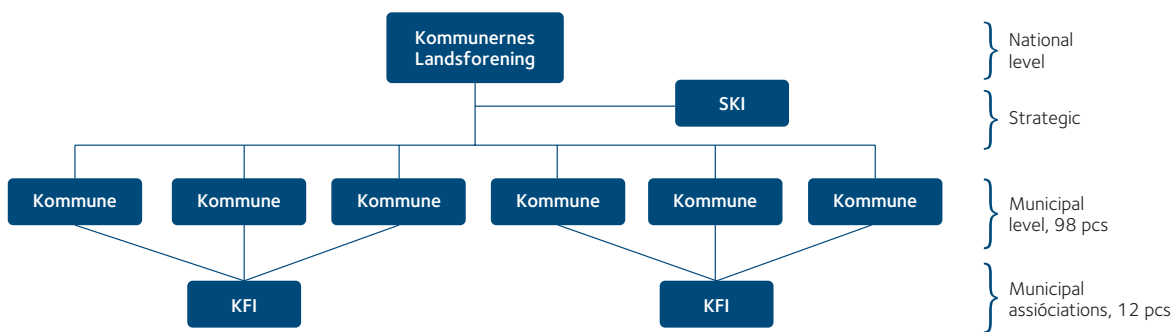 Kommunernes
Landsforening
National
level
SKI
Strategic
Kommune
Kommune
Kommune
Kommune
Kommune
Kommune
Municipal
level, 98 pcs
KFI
KFI
Municipal
assióciations, 12 pcs